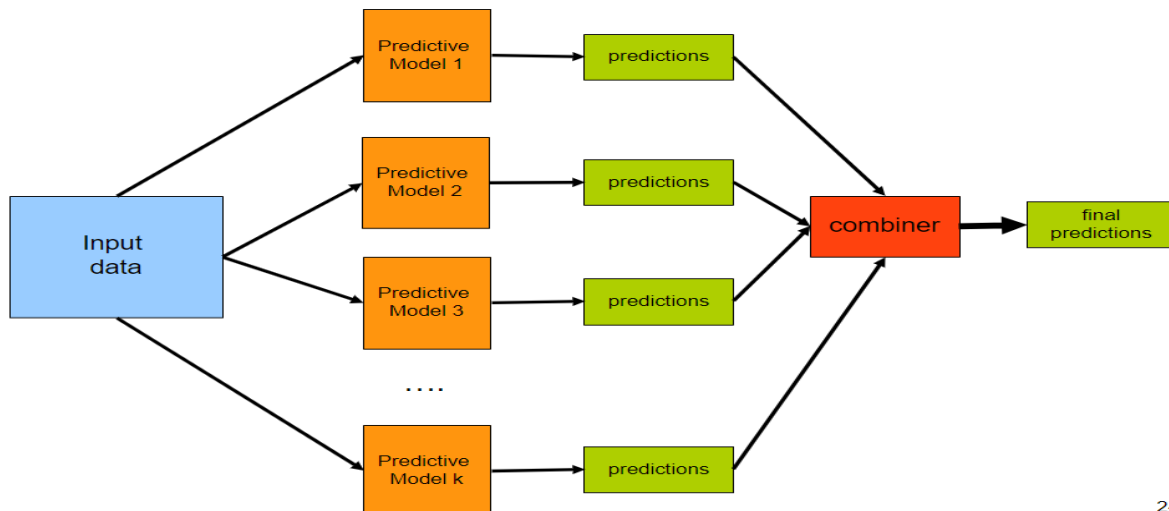 Predictive
Model 1
predictions
Predictive
Model 2
predictions
Input
data
combiner
final
predictions
Predictive
Model 3
predictions
....
Predictive
Model k
predictions
2